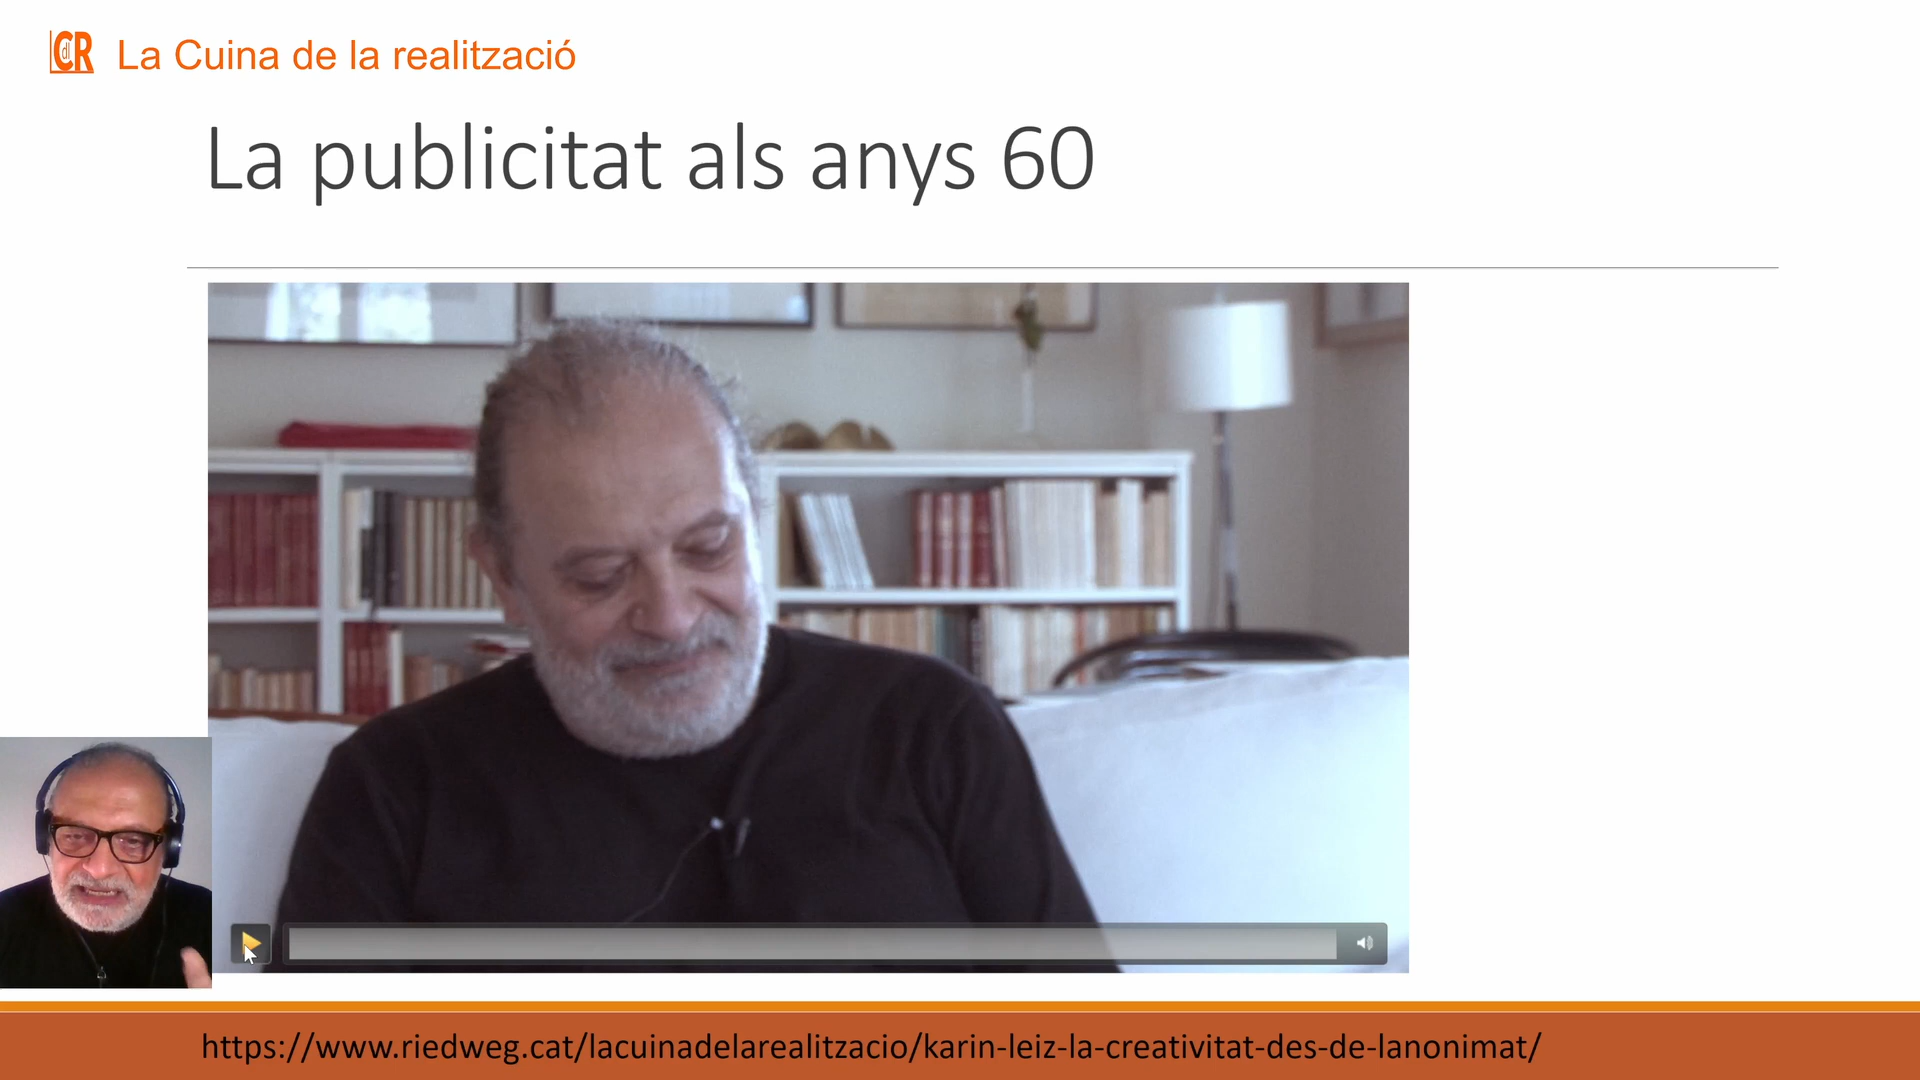 CdlR La Cuina de la realització
La publicitat als anys 60
https://www.riedweg.cat/lacuinadelarealitzacio/karin-leiz-la-creativitat-des-de-lanonimat/